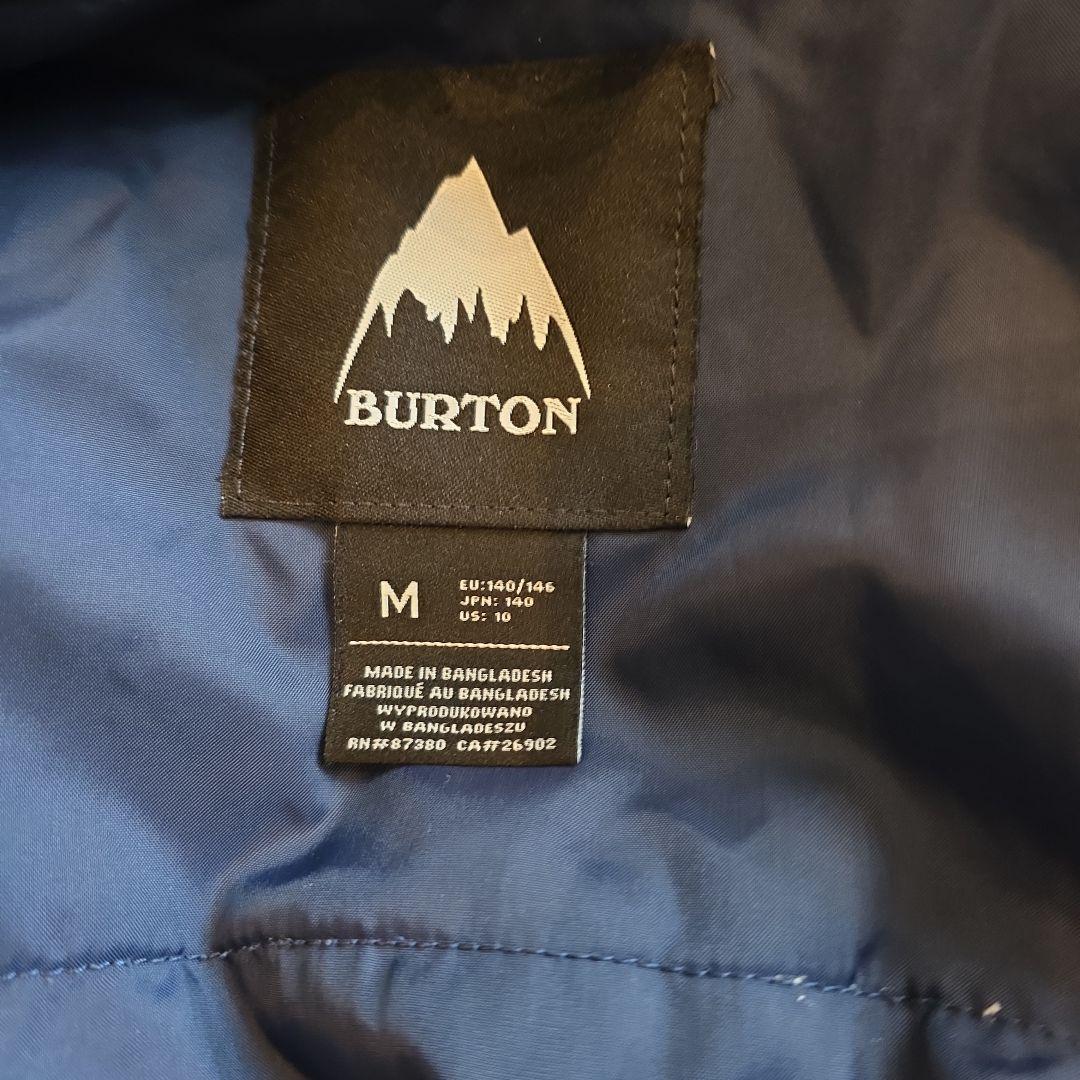 BURTON
M
EU:140/146
JPN: 140
US: 10
MADE IN BANGLADESH
FABRIQUÉ AU BANGLADESH
WYPRODUKOWANO
W BANGLADESZU
RN#87380 CA#26902